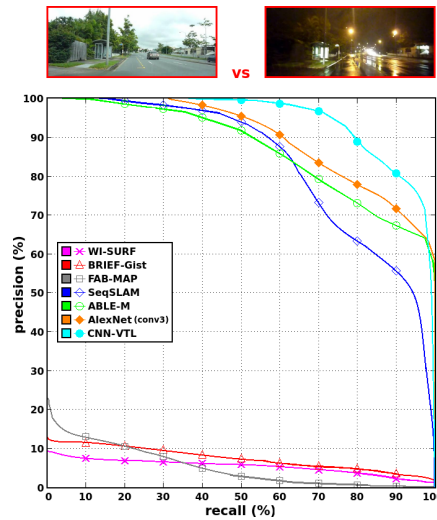 vs
100
90
80
70
60
50
40
30
20
10
0
precision (%)
WI-SURF
BRIEF-Gist
FAB-MAP
SeqSLAM
ABLE-M
AlexNet (conv3)
CNN-VTL
0 10 20 30 40 50 60 70 80 90 100
recall (%)